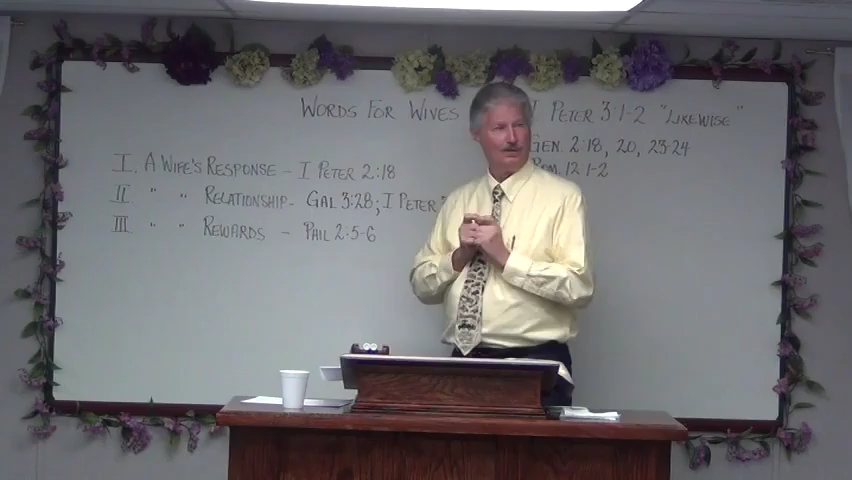 WORDS FOR WIVES I PETER 3:1-2 "LIKEWISE"
GEN. 2:18, 20, 23-24
ROM. 12 1-2
I. A WIFE'S RESPONSE - I PETER 2:18
II " " RELATIONSHIP - GAL 3:28; I PETER
III " " REWARDS - PHIL 2:5-6